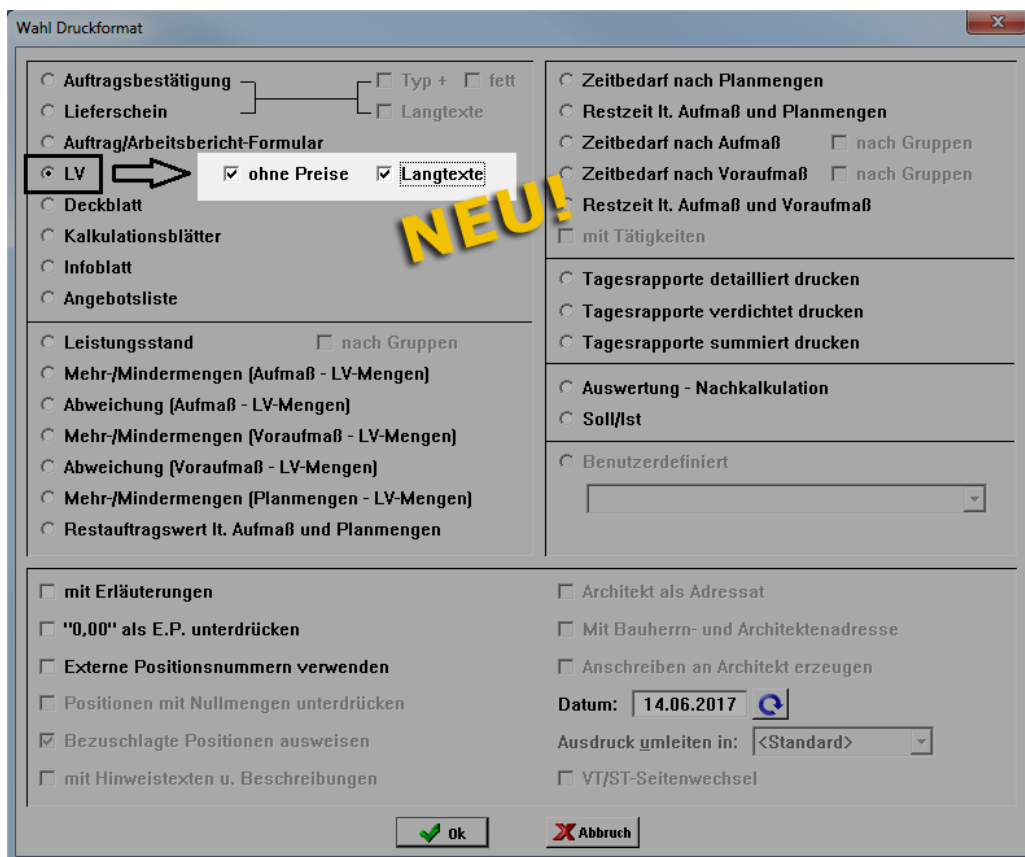 Wahl Druckformat
x
Auftragsbestätigung
Typ +
fett
Lieferschein
Langtexte
Auftrag/Arbeitsbericht-Formular
LV
ohne Preise
Langtexte
NEU!
Deckblatt
Kalkulationsblätter
Infoblatt
Angebotsliste
Leistungsstand
nach Gruppen
Mehr-/Mindermengen (Aufmaß - LV-Mengen)
Abweichung (Aufmaß - LV-Mengen)
Mehr-/Mindermengen (Voraufmaß - LV-Mengen)
Abweichung (Voraufmaß - LV-Mengen)
Mehr-/Mindermengen (Planmengen - LV-Mengen)
Restauftragswert lt. Aufmaß und Planmengen
Zeitbedarf nach Planmengen
Restzeit lt. Aufmaß und Planmengen
Zeitbedarf nach Aufmaß
nach Gruppen
Zeitbedarf nach Voraufmaß
nach Gruppen
Restzeit lt. Aufmaß und Voraufmaß
mit Tätigkeiten
Tagesrapporte detailliert drucken
Tagesrapporte verdichtet drucken
Tagesrapporte summiert drucken
Auswertung - Nachkalkulation
Soll/Ist
Benutzerdefiniert
mit Erläuterungen
"0,00" als E.P. unterdrücken
Externe Positionsnummern verwenden
Positionen mit Nullmengen unterdrücken
Bezuschlagte Positionen ausweisen
mit Hinweistexten u. Beschreibungen
Architekt als Adressat
Mit Bauherrn- und Architektenadresse
Anschreiben an Architekt erzeugen
Datum: 14.06.2017
Ausdruck umleiten in: <Standard>
VT/ST-Seitenwechsel
Ok
Abbruch